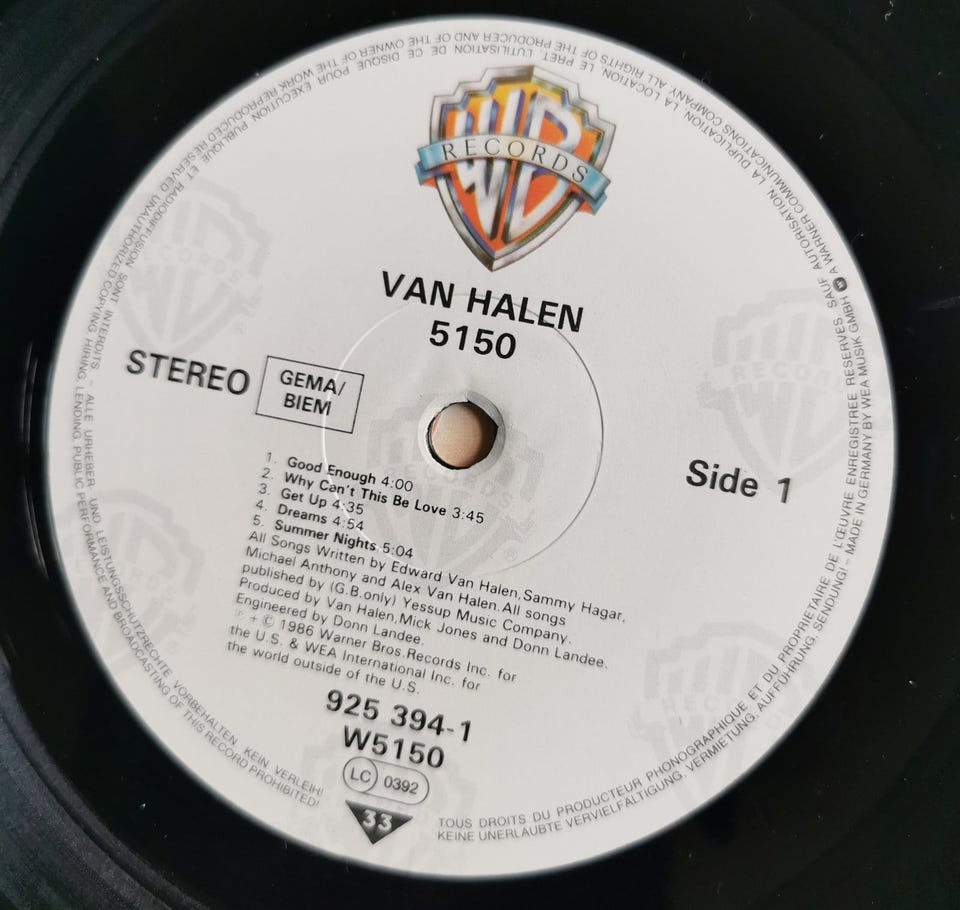 WB
RECORDS
VAN HALEN
5150
STEREO
GEMA/
BIEM
Side 1
1. Good Enough 4:00
2. Why Can't This Be Love 3:45
3. Get Up 4:35
4. Dreams 4:54
5. Summer Nights 5:04
All Songs Written by Edward Van Halen, Sammy Hagar,
Michael Anthony and Alex Van Halen. All songs
published by (G.B.only) Yessup Music Company.
Produced by Van Halen, Mick Jones and Donn Landee.
Engineered by Donn Landee.
℗ + © 1986 Warner Bros. Records Inc. for
the U.S. & WEA International Inc. for
the world outside of the U.S.
925 394-1
W5150
LC 0392
33
TOUS DROITS DU PRODUCTEUR PHONOGRAPHIQUE ET DU PROPRIETAIRE DE L'ŒUVRE ENREGISTREE RESERVES SAUF AUTORISATION, LA DUPLICATION, LA LOCATION, LE PRET, L'UTILISATION DE CE DISQUE POUR EXECUTION PUBLIQUE ET RADIODIFFUSION SONT INTERDITS – ALLE URHEBER- UND LEISTUNGSSCHUTZRECHTE VORBEHALTEN, KEIN VERLEIH!
KEINE UNERLAUBTE VERVIELFÄLTIGUNG, VERMIETUNG, AUFFÜHRUNG, SENDUNG! – MADE IN GERMANY BY WEA MUSIK GMBH A WARNER COMMUNICATIONS COMPANY ALL RIGHTS OF THE PRODUCER AND OF THE OWNER OF THE WORK REPRODUCED RESERVED UNAUTHORIZED COPYING, HIRING, LENDING, PUBLIC PERFORMANCE AND BROADCASTING OF THIS RECORD PROHIBITED!